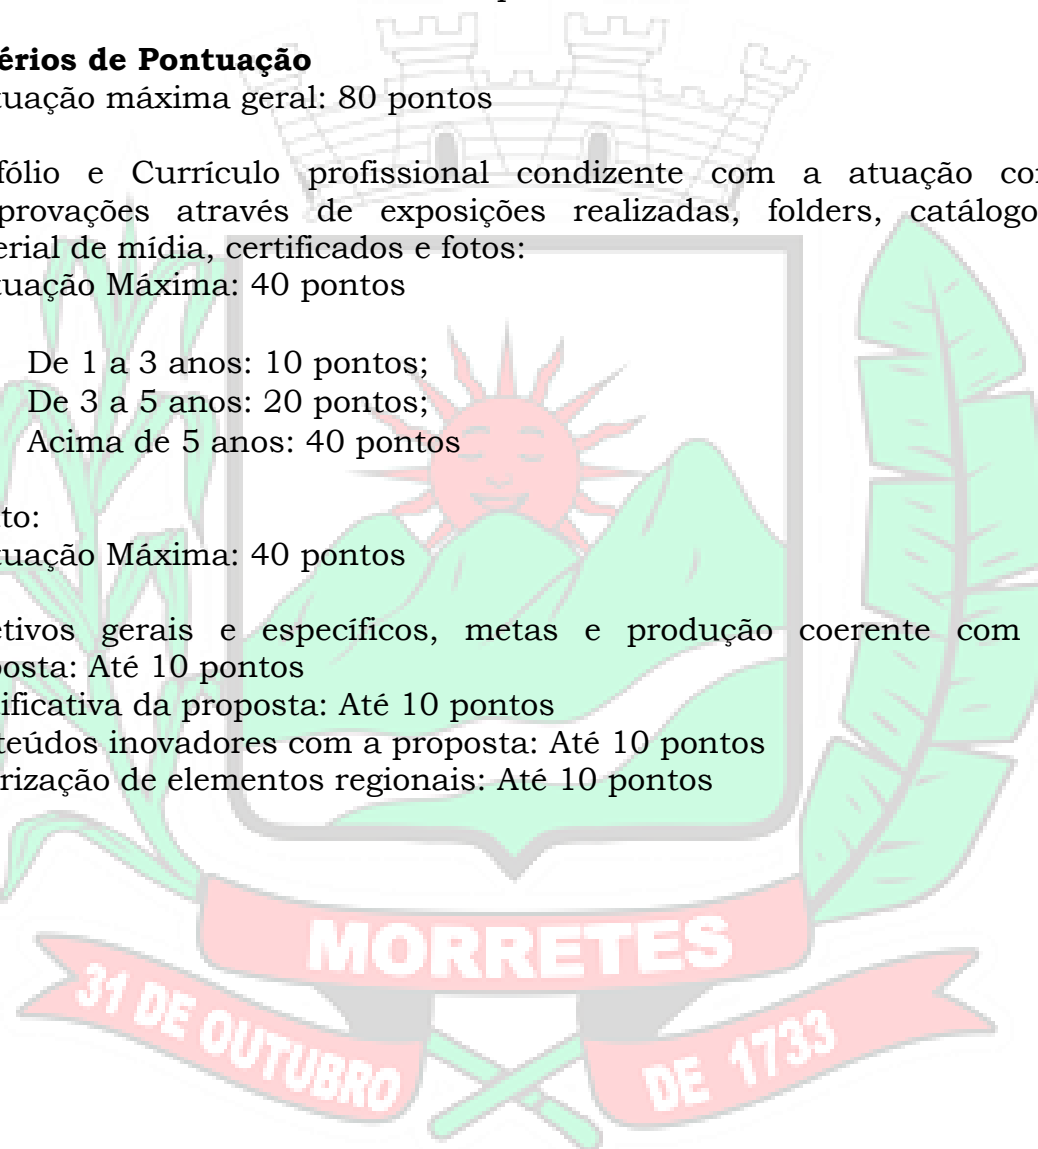 érios de Pontuação
tuação máxima geral: 80 pontos
fólio e Currículo profissional condizente com a atuação co
provações através de exposições realizadas, folders, catálogo
erial de mídia, certificados e fotos:
tuação Máxima: 40 pontos
De 1 a 3 anos: 10 pontos;
De 3 a 5 anos: 20 pontos;
Acima de 5 anos: 40 pontos
to:
tuação Máxima: 40 pontos
etivos gerais e específicos, metas e produção coerente com
posta: Até 10 pontos
ificativa da proposta: Até 10 pontos
teúdos inovadores com a proposta: Até 10 pontos
rização de elementos regionais: Até 10 pontos
MORRETES
31 DE OUTUBRO
DE 1733